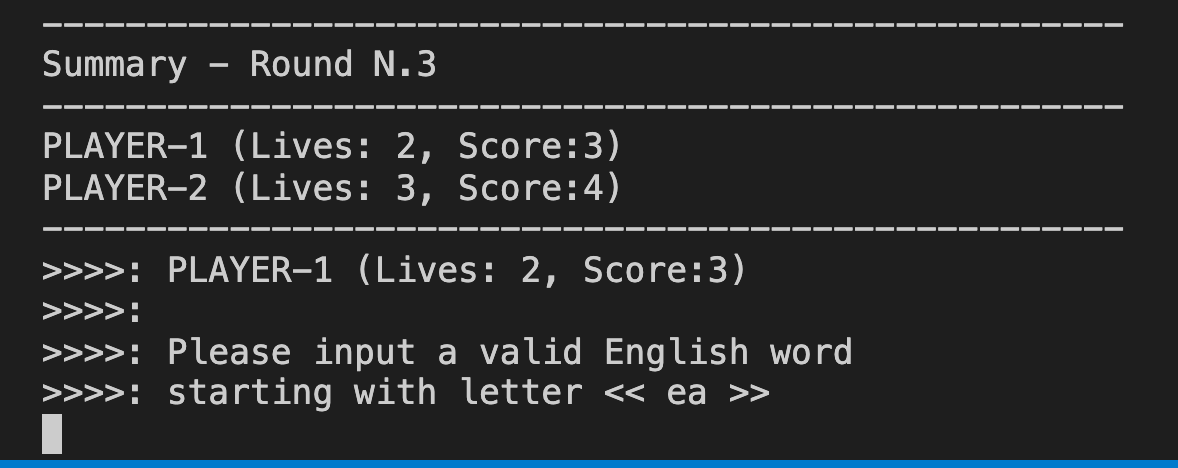 ----------------------------------------------------
Summary - Round N.3
----------------------------------------------------
PLAYER-1 (Lives: 2, Score:3)
PLAYER-2 (Lives: 3, Score:4)
----------------------------------------------------
>>>>: PLAYER-1 (Lives: 2, Score:3)
>>>>:
>>>>: Please input a valid English word
>>>>: starting with letter << ea >>